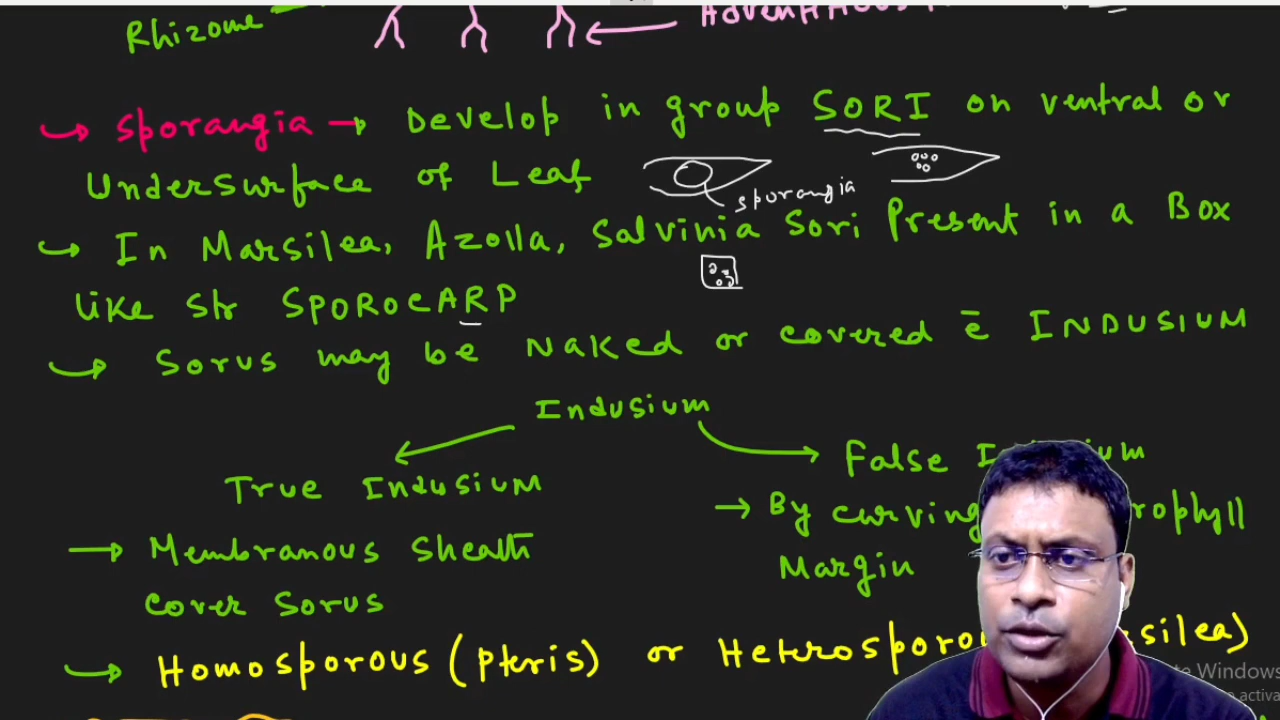 Rhizome
Sporangia → Develop in group SORI on ventral or
Undersurface of Leaf
sporangia
In Marsilea, Azolla, Salvinia Sori Present in a Box
like Str SPOROCARP
Sorus may be Naked or covered c̄ INDUSIUM
Indusium
True Indusium
False
→ Membranous Sheath
cover Sorus
→ By curving
Margin
Homosporous (Pteris) or
Windows